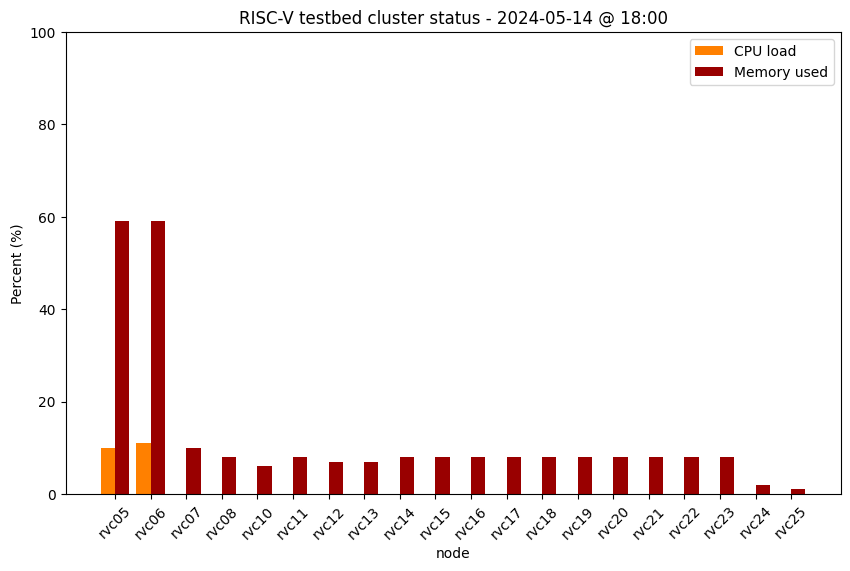 RISC-V testbed cluster status - 2024-05-14 @ 18:00
CPU load
Memory used
Percent (%)
100
80
60
40
20
0
rvc05 rvc06 rvc07 rvc08 rvc10 rvc11 rvc12 rvc13 rvc14 rvc15 rvc16 rvc17 rvc18 rvc19 rvc20 rvc21 rvc22 rvc23 rvc24 rvc25
node